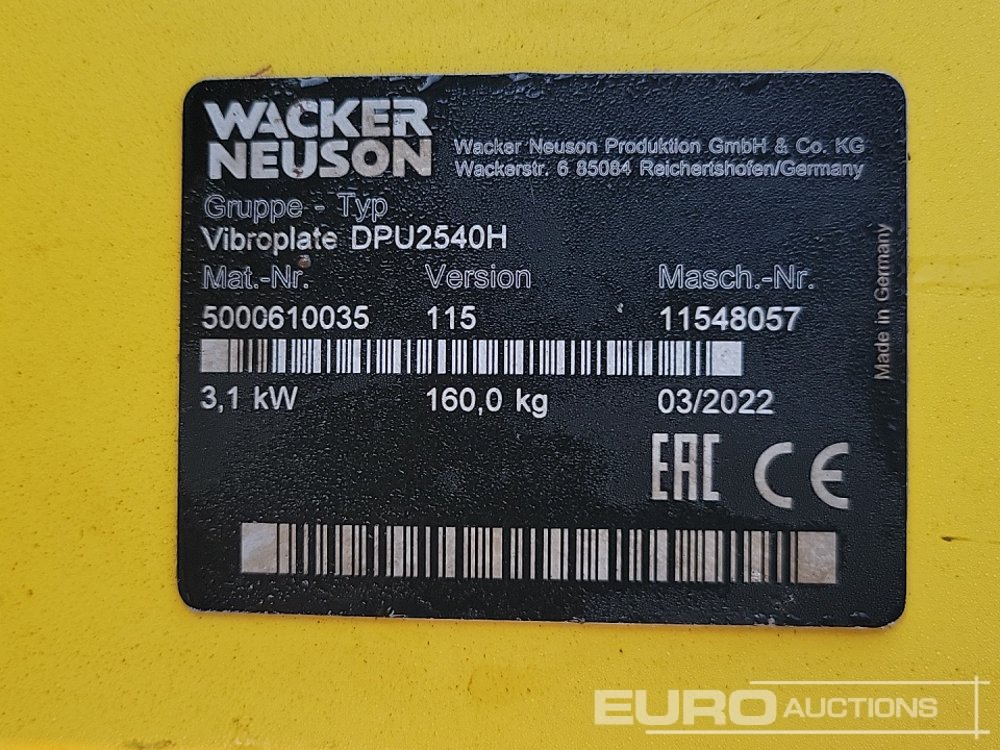 WACKER
NEUSON
Wacker Neuson Produktion GmbH & Co. KG
Wackerstr. 6 85084 Reichertshofen/Germany
Gruppe - Typ
Vibroplate DPU2540H
Mat.-Nr. Version Masch.-Nr.
5000610035 115 11548057
3,1 kW 160,0 kg 03/2022
Made in Germany
EAC CE
EURO AUCTIONS